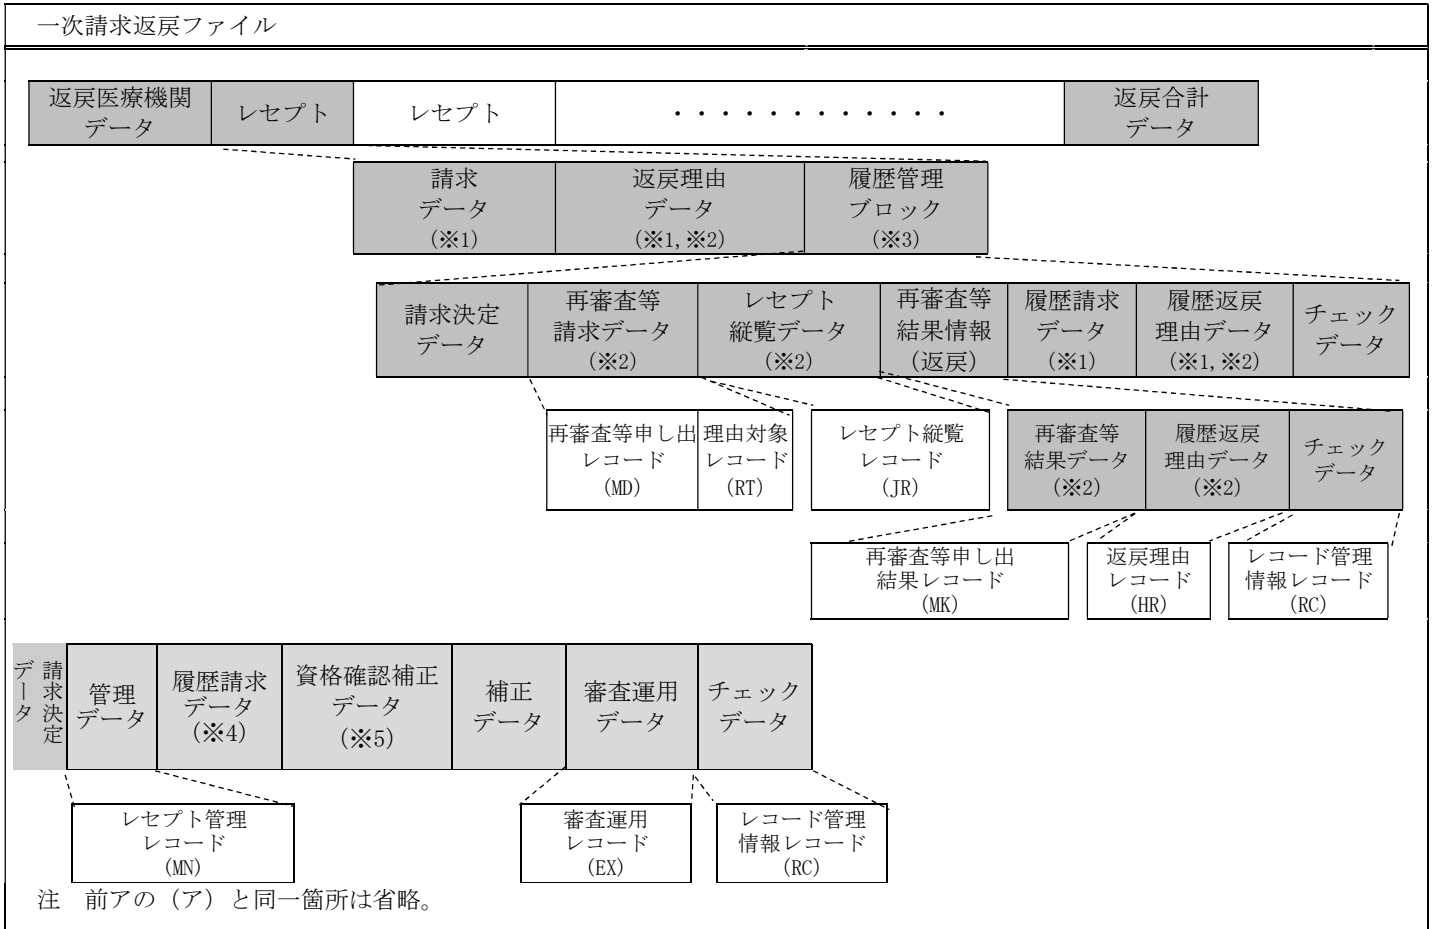 一次請求返戻ファイル
返戻医療機関
データ
レセプト
レセプト
・・・・・・・・・・・・
返戻合計
データ
請求
データ
(※1)
返戻理由
データ
(※1,※2)
履歴管理
ブロック
(※3)
請求決定
データ
再審査等
請求データ
(※2)
レセプト
縦覧データ
(※2)
再審査等
結果情報
(返戻)
履歴請求
データ
(※1)
履歴返戻
理由データ
(※1,※2)
チェック
データ
再審査等申し出
レコード
(MD)
理由対象
レコード
(RT)
レセプト縦覧
レコード
(JR)
再審査等
結果データ
(※2)
履歴返戻
理由データ
(※2)
チェック
データ
再審査等申し出
結果レコード
(MK)
返戻理由
レコード
(HR)
レコード管理
情報レコード
(RC)
請求決定
データ
管理
データ
履歴請求
データ
(※4)
資格確認補正
データ
(※5)
補正
データ
審査運用
データ
チェック
データ
レセプト管理
レコード
(MN)
審査運用
レコード
(EX)
レコード管理
情報レコード
(RC)
注　前アの（ア）と同一箇所は省略。